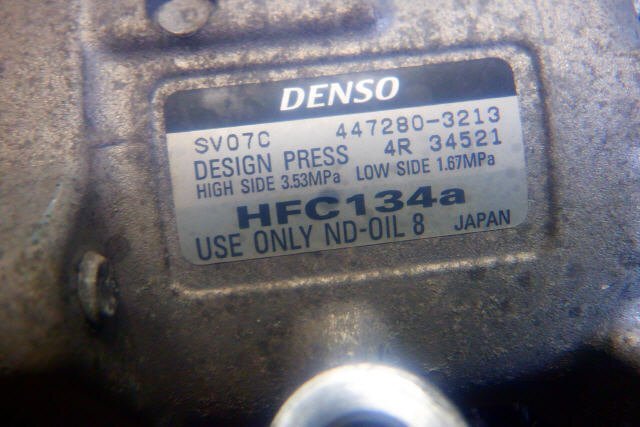 DENSO
SV07C 447280-3213
DESIGN PRESS 4R 34521
HIGH SIDE 3.53MPa LOW SIDE 1.67MPa
HFC134a
USE ONLY ND-OIL 8 JAPAN